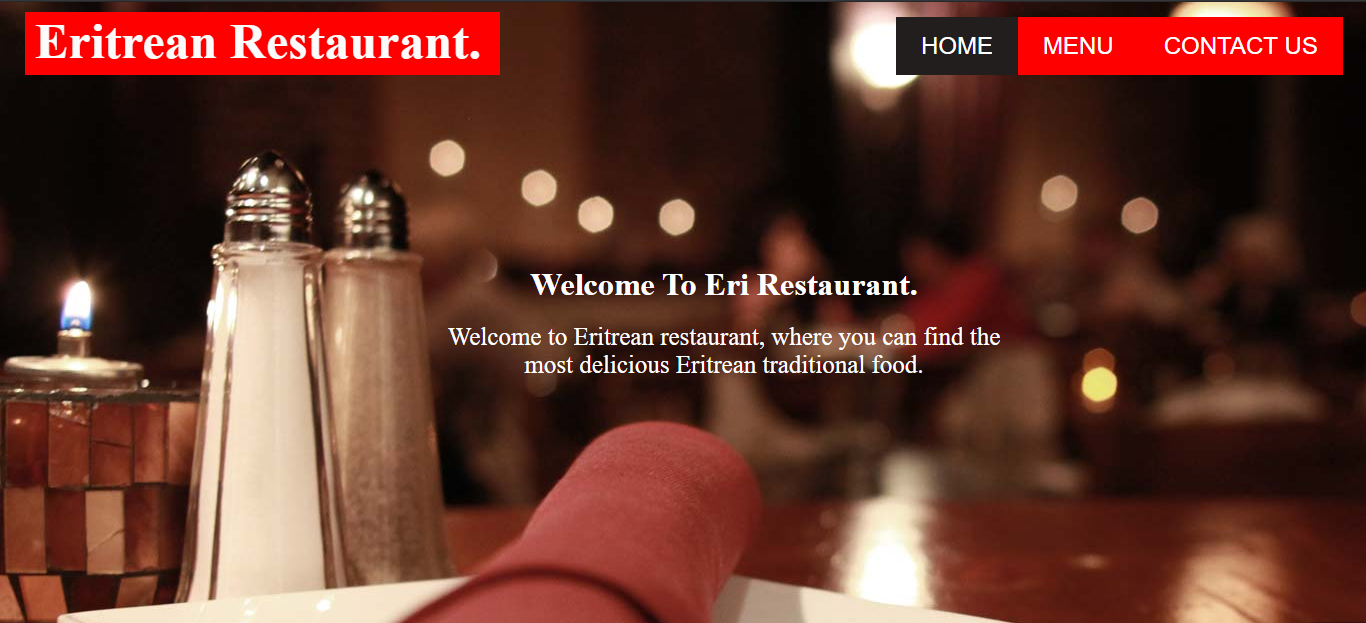 Eritrean Restaurant.
HOME MENU CONTACT US
Welcome To Eri Restaurant.
Welcome to Eritrean restaurant, where you can find the
most delicious Eritrean traditional food.